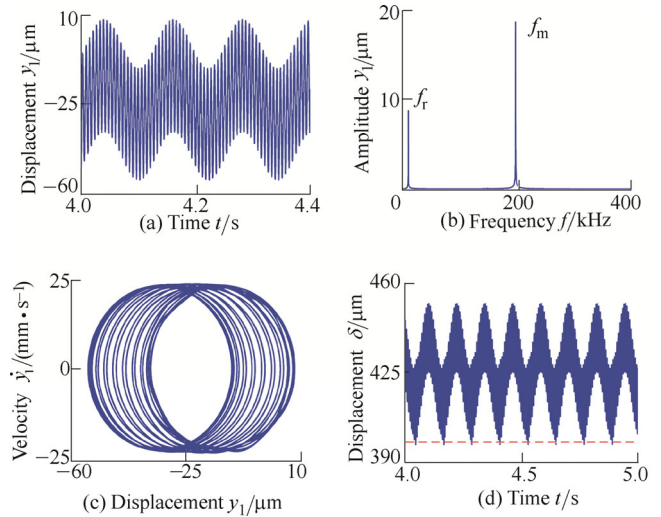 10
−25
−60
Displacement y₁/μm
4.0
4.2
4.4
(a) Time t/s
20
10
0
Amplitude y₁/μm
fᵣ
fₘ
0
200
400
(b) Frequency f/kHz
25
0
−25
Velocity ẏ₁/(mm•s⁻¹)
−60
−25
10
(c) Displacement y₁/μm
460
425
390
Displacement δ/μm
4.0
4.5
5.0
(d) Time t/s